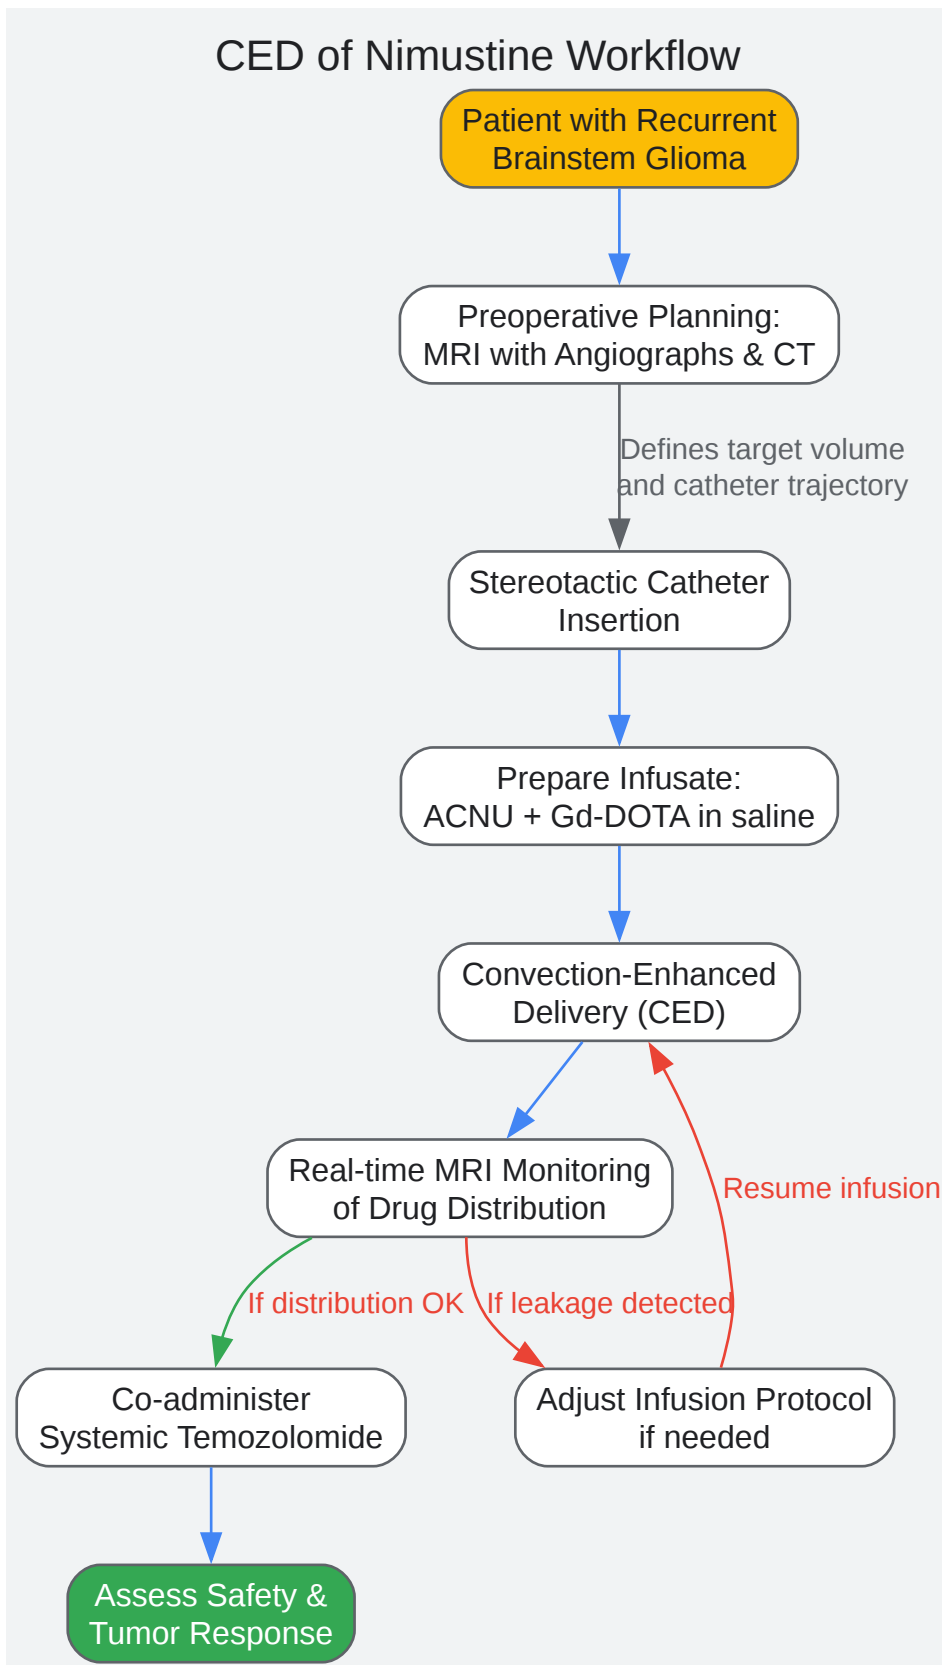 CED of Nimustine Workflow
Patient with Recurrent
Brainstem Glioma
Preoperative Planning:
MRI with Angiographs & CT
Defines target volume
and catheter trajectory
Stereotactic Catheter
Insertion
Prepare Infusate:
ACNU + Gd-DOTA in saline
Convection-Enhanced
Delivery (CED)
Real-time MRI Monitoring
of Drug Distribution
Resume infusion
If distribution OK
If leakage detected
Co-administer
Systemic Temozolomide
Adjust Infusion Protocol
if needed
Assess Safety &
Tumor Response